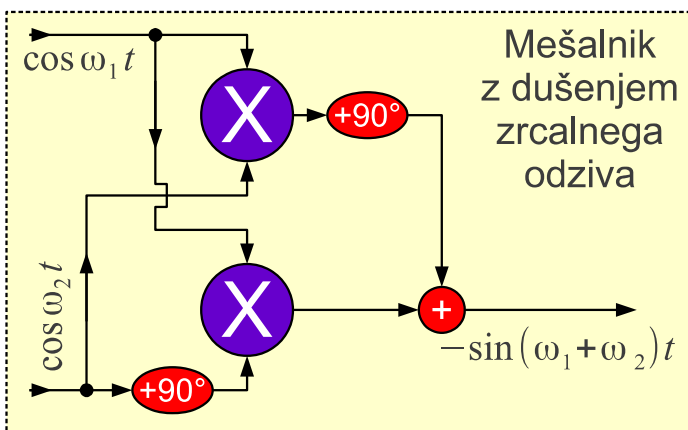 cos ω₁ t
Mešalnik
z dušenjem
zrcalnega
odziva
X
+90°
cos ω₂ t
X
+
−sin(ω₁+ω₂)t
+90°